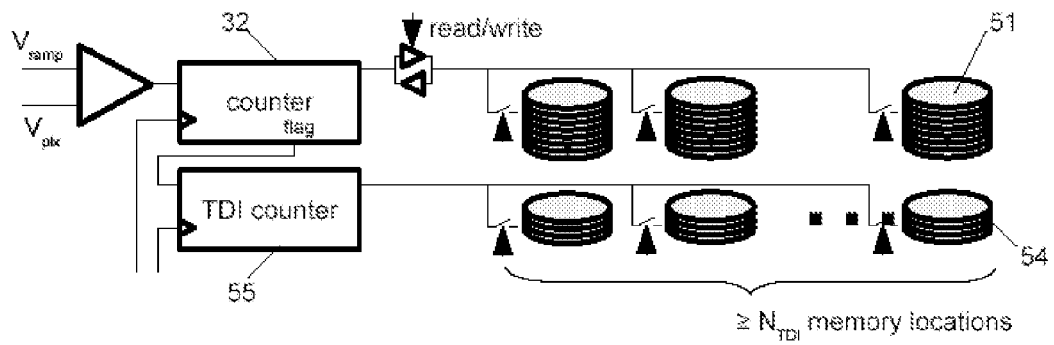 32
51
V_ramp
read/write
counter
V_pix
flag
TDI counter
54
55
≥ N_TDI memory locations